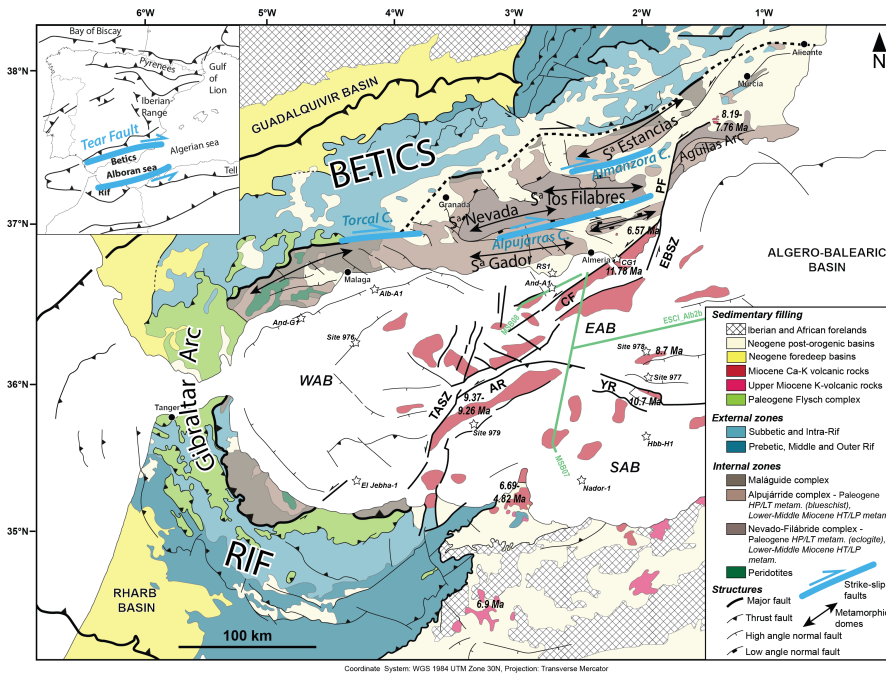 6°W
5°W
4°W
3°W
2°W
1°W
38°N
37°N
36°N
35°N
Bay of Biscay
Pyrenees
Gulf
of
Lion
Iberian
Range
Tear Fault
Betics
Alboran sea
Rif
Algerian sea
Tell
N
GUADALQUIVIR BASIN
BETICS
Alicante
Murcia
8.19-
7.76 Ma
Sª Estancias
Almanzora C.
Aguilas Arc
PF
Granada
Sª Nevada
Sª los Filabres
Torcal C.
Alpujarras C.
Sª Gador
6.57 Ma
EBSZ
Malaga
Almeria
CG1
11.78 Ma
RS1
And-A1
Alb-A1
And-G1
CF
MSB08
ALGERO-BALEARIC
BASIN
EAB
ESCI_Alb2b
Site 976
Site 978
8.7 Ma
Site 977
WAB
AR
YR
TASZ
9.37-
9.26 Ma
10.7 Ma
Site 979
Hbb-H1
Tanger
Gibraltar Arc
MSB07
SAB
El Jebha-1
Nador-1
6.69-
4.82 Ma
RIF
RHARB
BASIN
6.9 Ma
100 km
Sedimentary filling
Iberian and African forelands
Neogene post-orogenic basins
Neogene foredeep basins
Miocene Ca-K volcanic rocks
Upper Miocene K-volcanic rocks
Paleogene Flysch complex
External zones
Subbetic and Intra-Rif
Prebetic, Middle and Outer Rif
Internal zones
Maláguide complex
Alpujárride complex - Paleogene
HP/LT metam. (blueschist),
Lower-Middle Miocene HT/LP metam
Nevado-Filábride complex -
Paleogene HP/LT metam. (eclogite),
Lower-Middle Miocene HT/LP
metam.
Peridotites
Structures
Major fault
Thrust fault
High angle normal fault
Low angle normal fault
Strike-slip
faults
Metamorphic
domes
Coordinate System: WGS 1984 UTM Zone 30N, Projection: Transverse Mercator